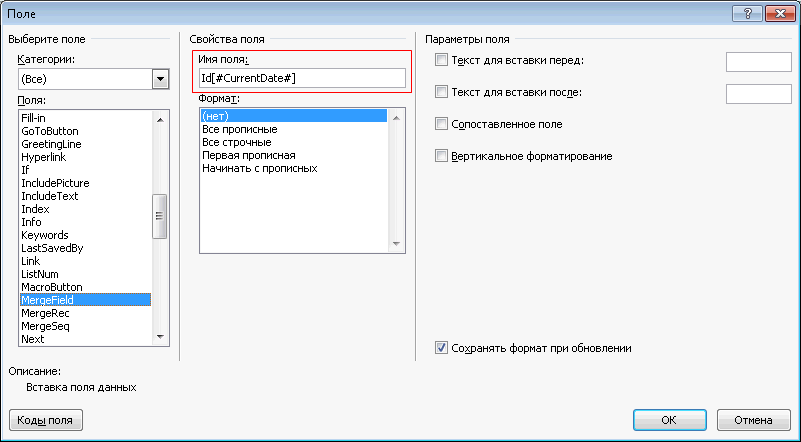 Поле
Выберите поле
Категории:
(Все)
Поля:
Fill-in
GoToButton
GreetingLine
Hyperlink
If
IncludePicture
IncludeText
Index
Info
Keywords
LastSavedBy
Link
ListNum
MacroButton
MergeField
MergeRec
MergeSeq
Next
Свойства поля
Имя поля:
Id[#CurrentDate#]
Формат:
(нет)
Все прописные
Все строчные
Первая прописная
Начинать с прописных
Параметры поля
Текст для вставки перед:
Текст для вставки после:
Сопоставленное поле
Вертикальное форматирование
Сохранять формат при обновлении
Описание:
Вставка поля данных
Коды поля
ОК
Отмена